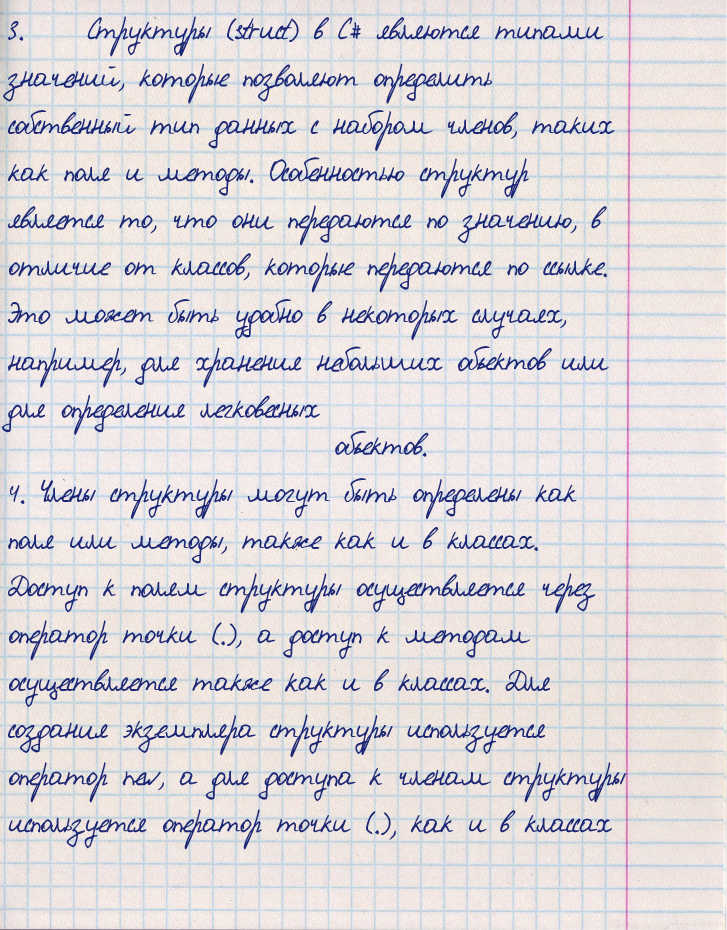 3. Структуры (struct) в C# являются типами
значений, которые позволяют определить
собственный тип данных с набором членов, таких
как поля и методы. Особенностью структур
является то, что они передаются по значению, в
отличие от классов, которые передаются по ссылке.
Это может быть удобно в некоторых случаях,
например, для хранения небольших объектов или
для определения легковесных
объектов.
4. Члены структуры могут быть определены как
поля или методы, также как и в классах.
Доступ к полям структуры осуществляется через
оператор точки (.), а доступ к методам
осуществляется также как и в классах. Для
создания экземпляра структуры используется
оператор new, а для доступа к членам структуры
используется оператор точки (.), как и в классах